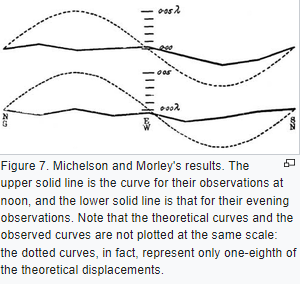 0·05 λ
0·00
0·05
0·00 λ
N
G
E
W
S
N
Figure 7. Michelson and Morley's results. The
upper solid line is the curve for their observations at
noon, and the lower solid line is that for their evening
observations. Note that the theoretical curves and the
observed curves are not plotted at the same scale:
the dotted curves, in fact, represent only one-eighth of
the theoretical displacements.